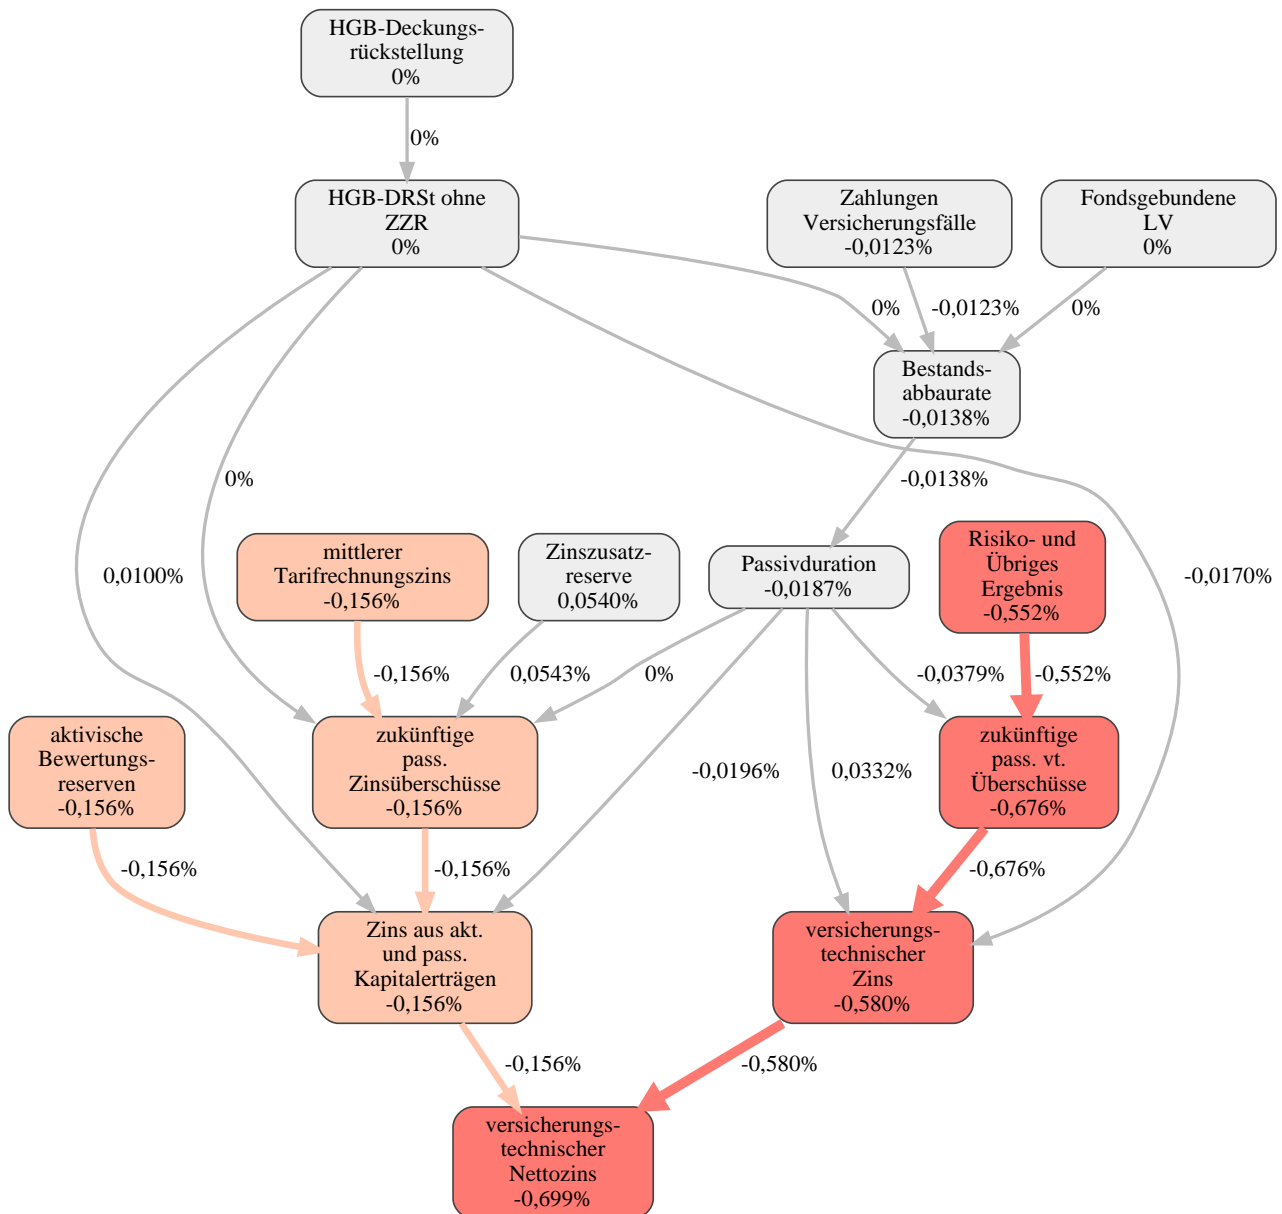 HGB-Deckungs-
rückstellung
0%
0%
HGB-DRSt ohne
ZZR
0%
Zahlungen
Versicherungsfälle
-0,0123%
Fondsgebundene
LV
0%
0%
-0,0123%
0%
Bestands-
abbaurate
-0,0138%
0%
-0,0138%
mittlerer
Tarifrechnungszins
-0,156%
Zinszusatz-
reserve
0,0540%
Passivduration
-0,0187%
Risiko- und
Übriges
Ergebnis
-0,552%
0,0100%
-0,0170%
-0,156%
0,0543%
0%
-0,0379%
-0,552%
aktivische
Bewertungs-
reserven
-0,156%
zukünftige
pass.
Zinsüberschüsse
-0,156%
-0,0196%
0,0332%
zukünftige
pass. vt.
Überschüsse
-0,676%
-0,156%
-0,156%
-0,676%
Zins aus akt.
und pass.
Kapitalerträgen
-0,156%
versicherungs-
technischer
Zins
-0,580%
-0,156%
-0,580%
versicherungs-
technischer
Nettozins
-0,699%